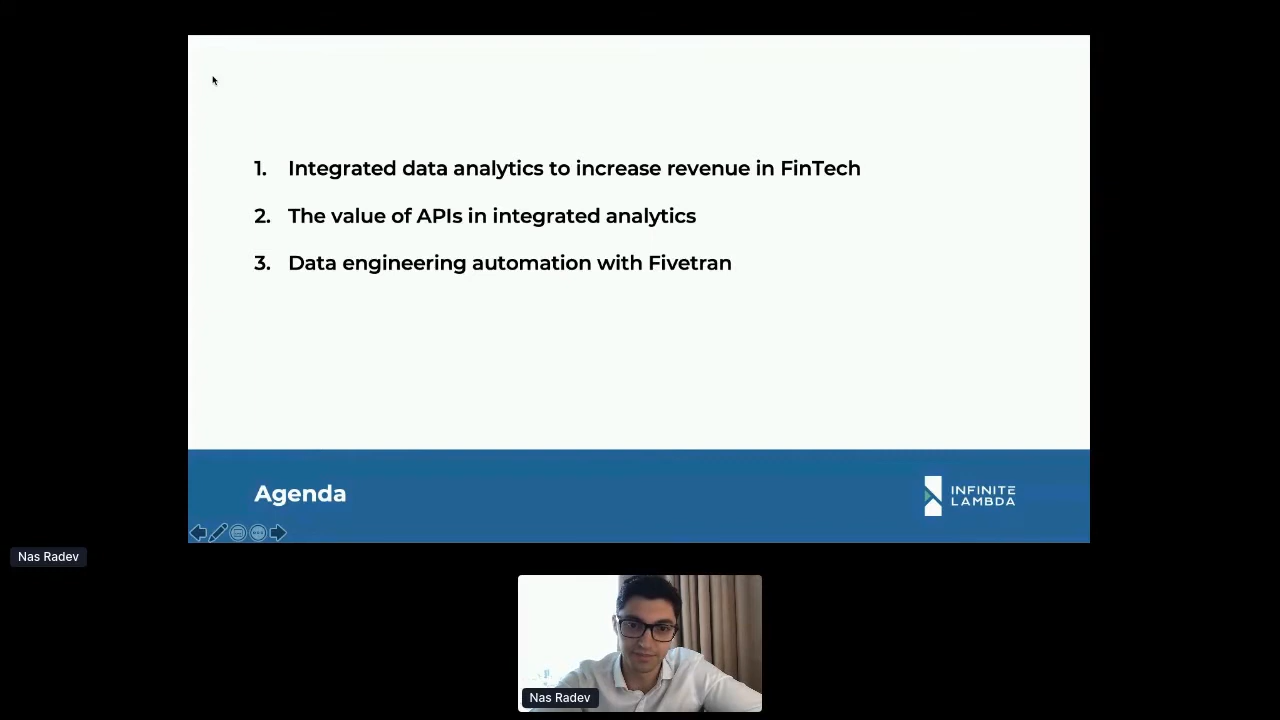 1. Integrated data analytics to increase revenue in FinTech
2. The value of APIs in integrated analytics
3. Data engineering automation with Fivetran
Agenda
INFINITE
LAMBDA
Nas Radev
Nas Radev